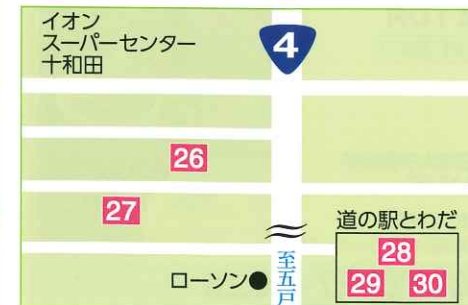 イオン
スーパーセンター
十和田
4
26
27
道の駅とわだ
28
29 30
ローソン
至五戸